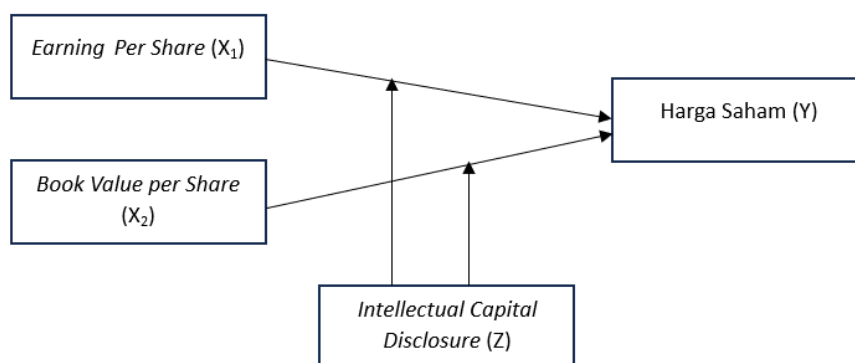 Earning Per Share (X₁)
Harga Saham (Y)
Book Value per Share
(X₂)
Intellectual Capital
Disclosure (Z)